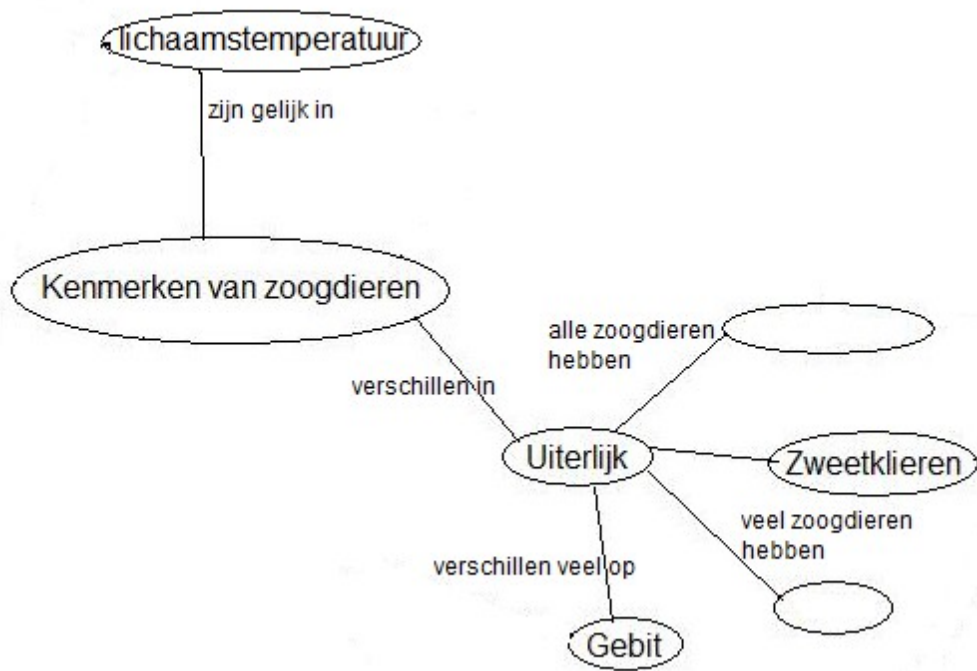 lichaamstemperatuur
zijn gelijk in
Kenmerken van zoogdieren
alle zoogdieren
hebben
verschillen in
Uiterlijk
Zweetklieren
veel zoogdieren
hebben
verschillen veel op
Gebit